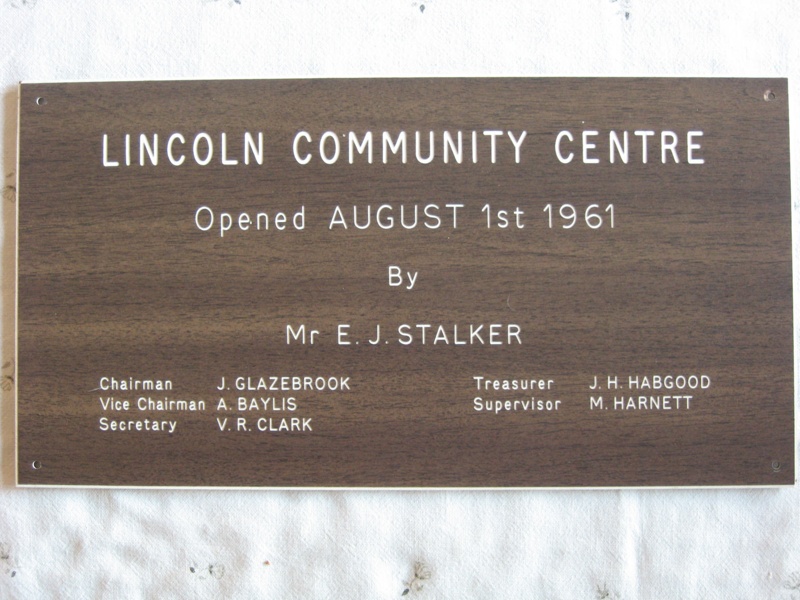 LINCOLN COMMUNITY CENTRE
Opened AUGUST 1st 1961
By
Mr E. J. STALKER
Chairman J. GLAZEBROOK
Vice Chairman A. BAYLIS
Secretary V. R. CLARK
Treasurer J. H. HABGOOD
Supervisor M. HARNETT